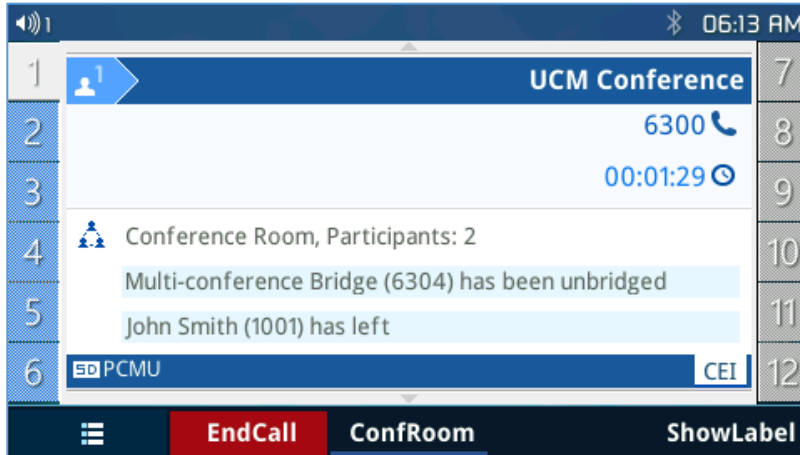 1 06:13 AM
1 1 UCM Conference 7
2 6300 8
3 00:01:29 9
4 Conference Room, Participants: 2 10
Multi-conference Bridge (6304) has been unbridged
5 John Smith (1001) has left 11
6 SD PCMU CEI 12
EndCall ConfRoom ShowLabel